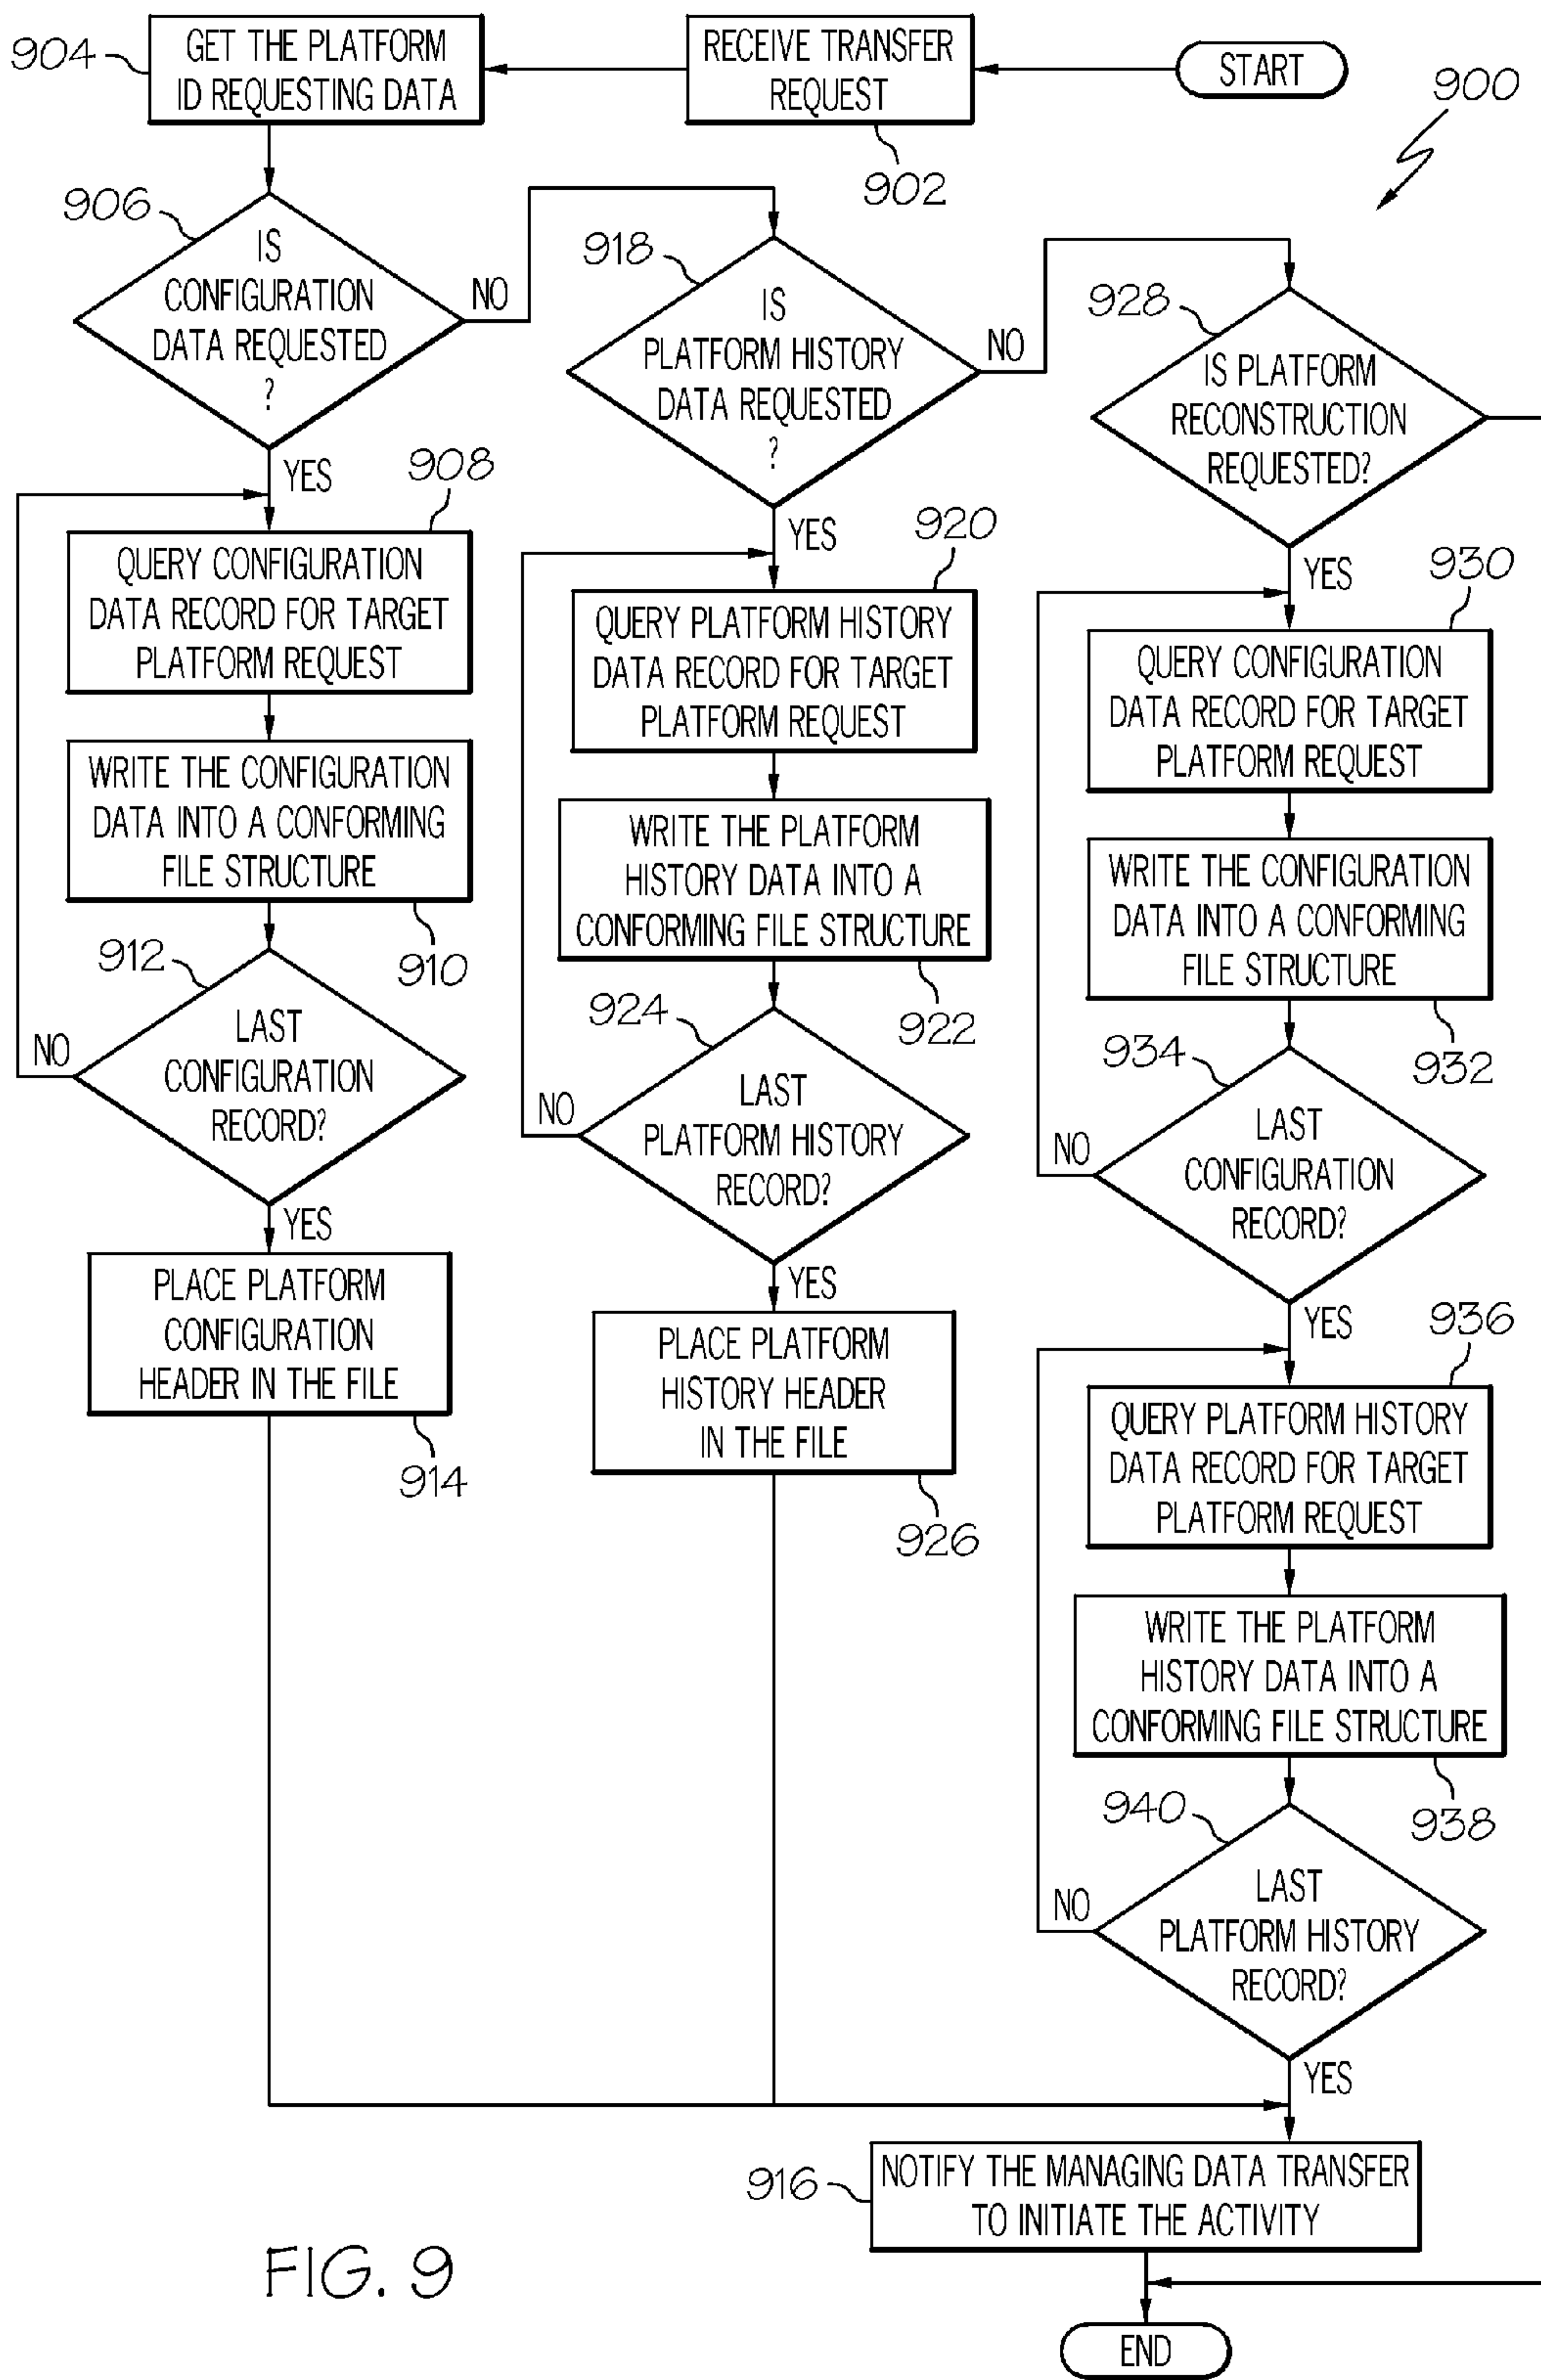 904
GET THE PLATFORM
ID REQUESTING DATA
RECEIVE TRANSFER
REQUEST
902
START
900
906
IS
CONFIGURATION
DATA REQUESTED
?
NO
YES
918
IS
PLATFORM HISTORY
DATA REQUESTED
?
NO
YES
928
IS PLATFORM
RECONSTRUCTION
REQUESTED?
YES
908
QUERY CONFIGURATION
DATA RECORD FOR TARGET
PLATFORM REQUEST
WRITE THE CONFIGURATION
DATA INTO A CONFORMING
FILE STRUCTURE
910
912
LAST
CONFIGURATION
RECORD?
NO
YES
PLACE PLATFORM
CONFIGURATION
HEADER IN THE FILE
914
920
QUERY PLATFORM HISTORY
DATA RECORD FOR TARGET
PLATFORM REQUEST
WRITE THE PLATFORM
HISTORY DATA INTO A
CONFORMING FILE STRUCTURE
922
924
LAST
PLATFORM HISTORY
RECORD?
NO
YES
PLACE PLATFORM
HISTORY HEADER
IN THE FILE
926
930
QUERY CONFIGURATION
DATA RECORD FOR TARGET
PLATFORM REQUEST
WRITE THE CONFIGURATION
DATA INTO A CONFORMING
FILE STRUCTURE
932
934
LAST
CONFIGURATION
RECORD?
NO
YES
936
QUERY PLATFORM HISTORY
DATA RECORD FOR TARGET
PLATFORM REQUEST
WRITE THE PLATFORM
HISTORY DATA INTO A
CONFORMING FILE STRUCTURE
938
940
LAST
PLATFORM HISTORY
RECORD?
NO
YES
916
NOTIFY THE MANAGING DATA TRANSFER
TO INITIATE THE ACTIVITY
END
FIG. 9